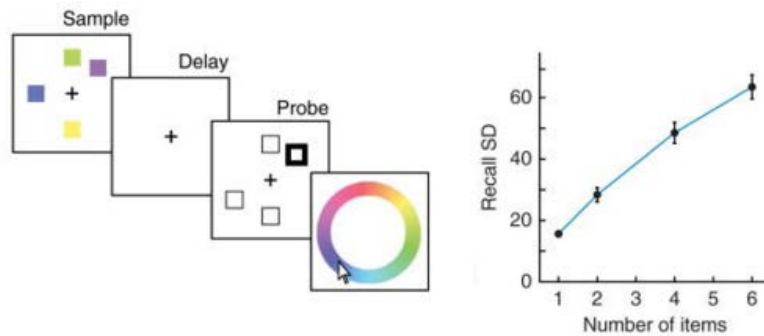 Sample
Delay
Probe
Recall SD
60
40
20
0
1 2 3 4 5 6
Number of items